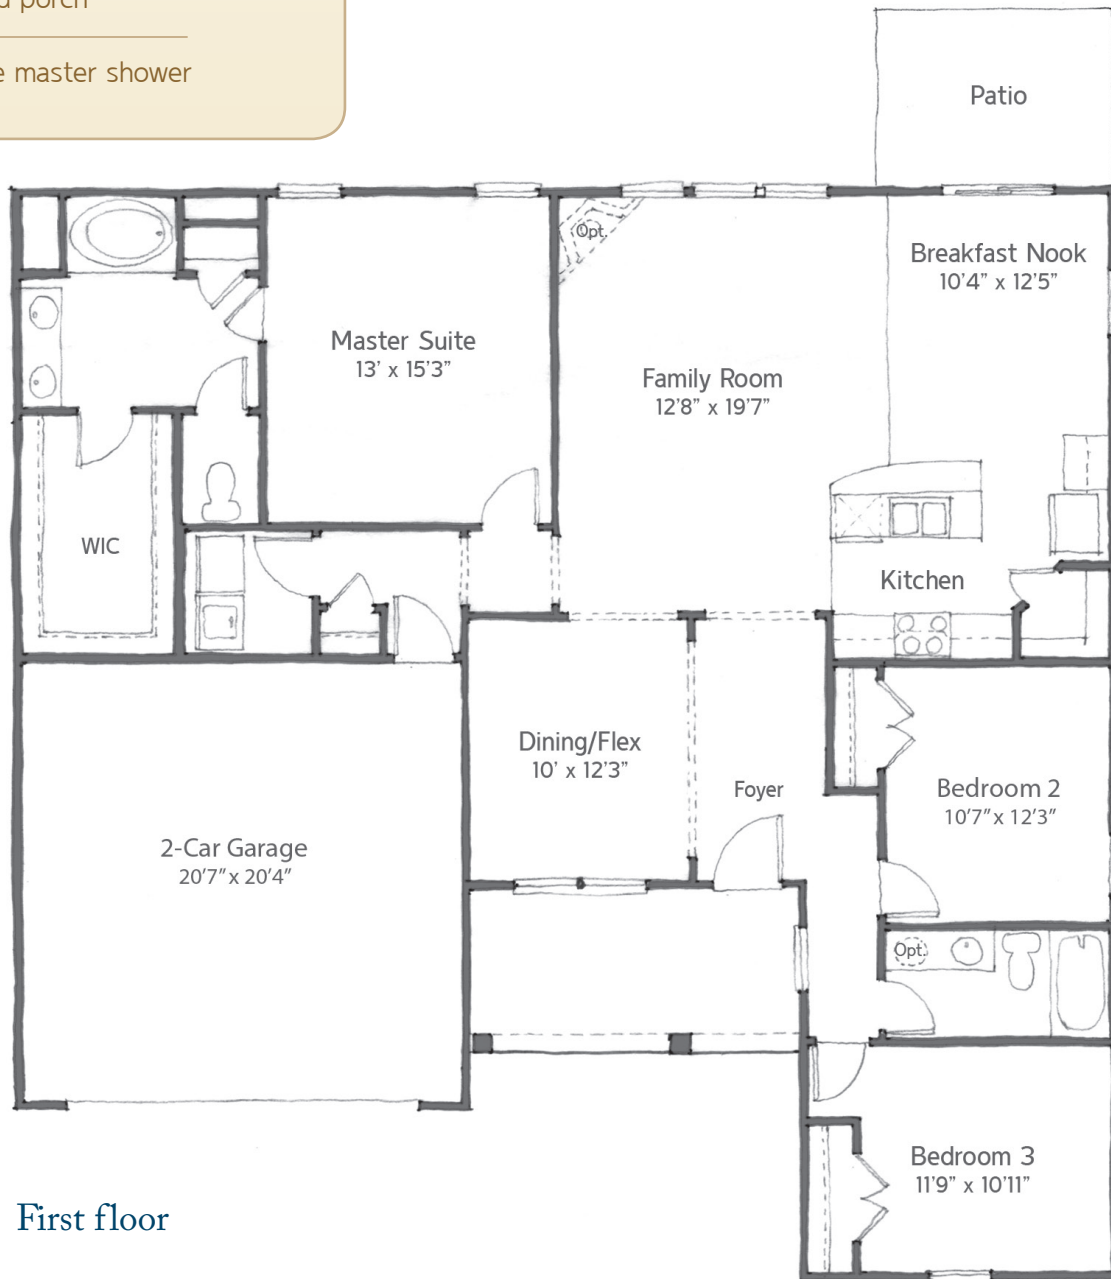 porch
master shower
Patio
Breakfast Nook
10'4" x 12'5"
Opt.
Master Suite
13' x 15'3"
Family Room
12'8" x 19'7"
WIC
Kitchen
Dining/Flex
10' x 12'3"
Foyer
Bedroom 2
10'7" x 12'3"
2-Car Garage
20'7" x 20'4"
Opt.
Bedroom 3
11'9" x 10'11"
First floor